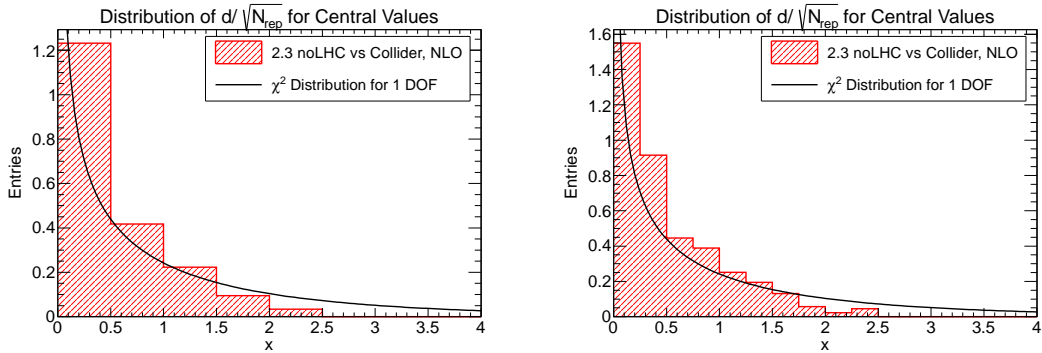 Distribution of d/ √N_rep for Central Values
2.3 noLHC vs Collider, NLO
χ² Distribution for 1 DOF
Entries
1.2
1
0.8
0.6
0.4
0.2
0
0 0.5 1 1.5 2 2.5 3 3.5 4
x
Distribution of d/ √N_rep for Central Values
2.3 noLHC vs Collider, NLO
χ² Distribution for 1 DOF
Entries
1.6
1.4
1.2
1
0.8
0.6
0.4
0.2
0
0 0.5 1 1.5 2 2.5 3 3.5 4
x